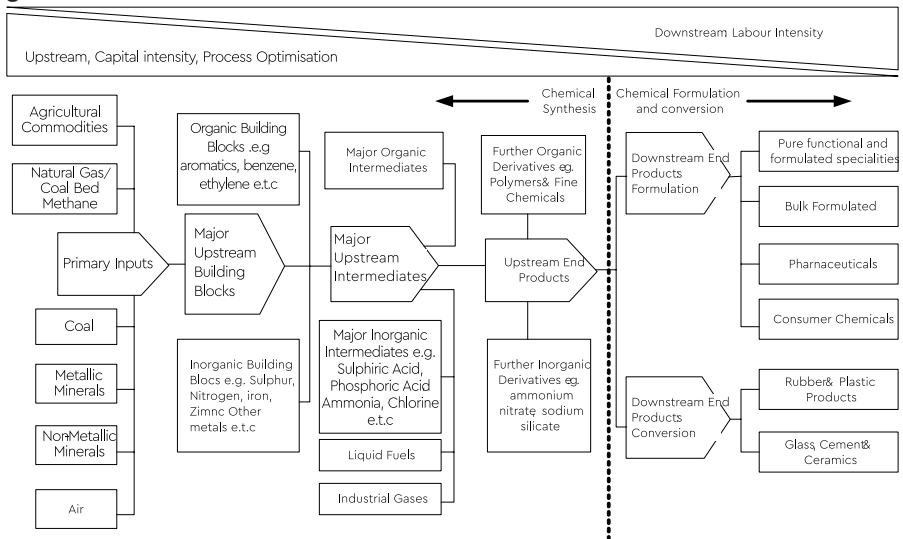 Downstream Labour Intensity
Upstream, Capital intensity, Process Optimisation
Chemical
Synthesis
Chemical Formulation
and conversion
Agricultural
Commodities
Natural Gas/
Coal Bed
Methane
Primary Inputs
Coal
Metallic
Minerals
Non-Metallic
Minerals
Air
Organic Building
Blocks .e.g
aromatics, benzene,
ethylene e.t.c
Major
Upstream
Building
Blocks
Inorganic Building
Blocs e.g. Sulphur,
Nitrogen, iron,
Zimnc Other
metals e.t.c
Major Organic
Intermediates
Major
Upstream
Intermediates
Major Inorganic
Intermediates e.g.
Sulphiric Acid,
Phosphoric Acid
Ammonia, Chlorine
e.t.c
Liquid Fuels
Industrial Gases
Further Organic
Derivatives eg.
Polymers& Fine
Chemicals
Upstream End
Products
Further Inorganic
Derivatives eg.
ammonium
nitrate, sodium
silicate
Downstream End
Products
Formulation
Pure functional and
formulated specialities
Bulk Formulated
Pharmaceuticals
Consumer Chemicals
Downstream End
Products
Conversion
Rubber& Plastic
Products
Glass, Cement&
Ceramics